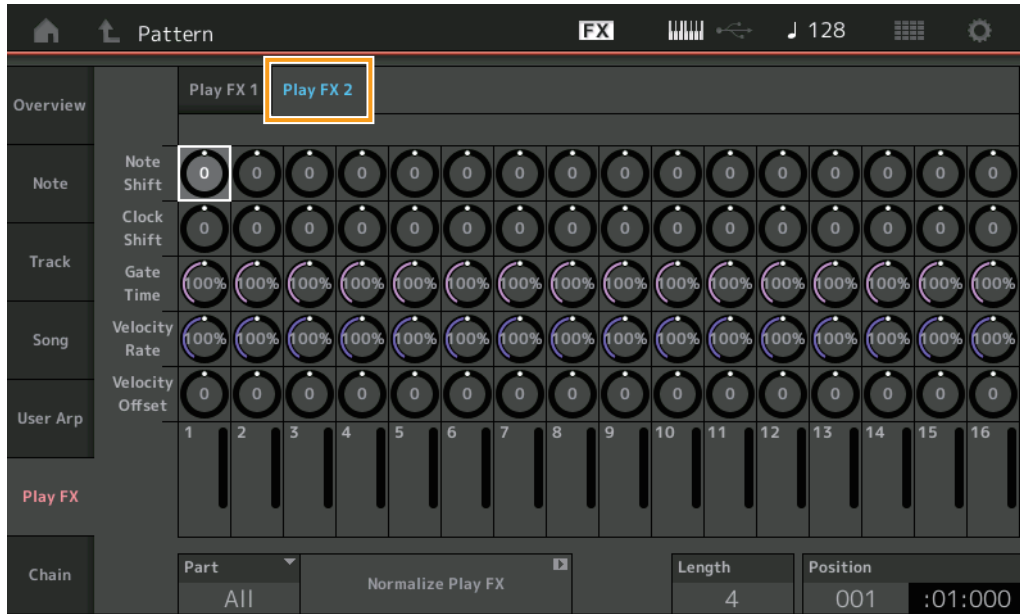 Pattern FX ♩ 128
Play FX 1 Play FX 2
Overview
Note
Track
Song
User Arp
Play FX
Chain
Note Shift 0 0 0 0 0 0 0 0 0 0 0 0 0 0 0 0
Clock Shift 0 0 0 0 0 0 0 0 0 0 0 0 0 0 0 0
Gate Time 100% 100% 100% 100% 100% 100% 100% 100% 100% 100% 100% 100% 100% 100% 100% 100%
Velocity Rate 100% 100% 100% 100% 100% 100% 100% 100% 100% 100% 100% 100% 100% 100% 100% 100%
Velocity Offset 0 0 0 0 0 0 0 0 0 0 0 0 0 0 0 0
1 2 3 4 5 6 7 8 9 10 11 12 13 14 15 16
Part Length Position
All Normalize Play FX 4 001 :01:000